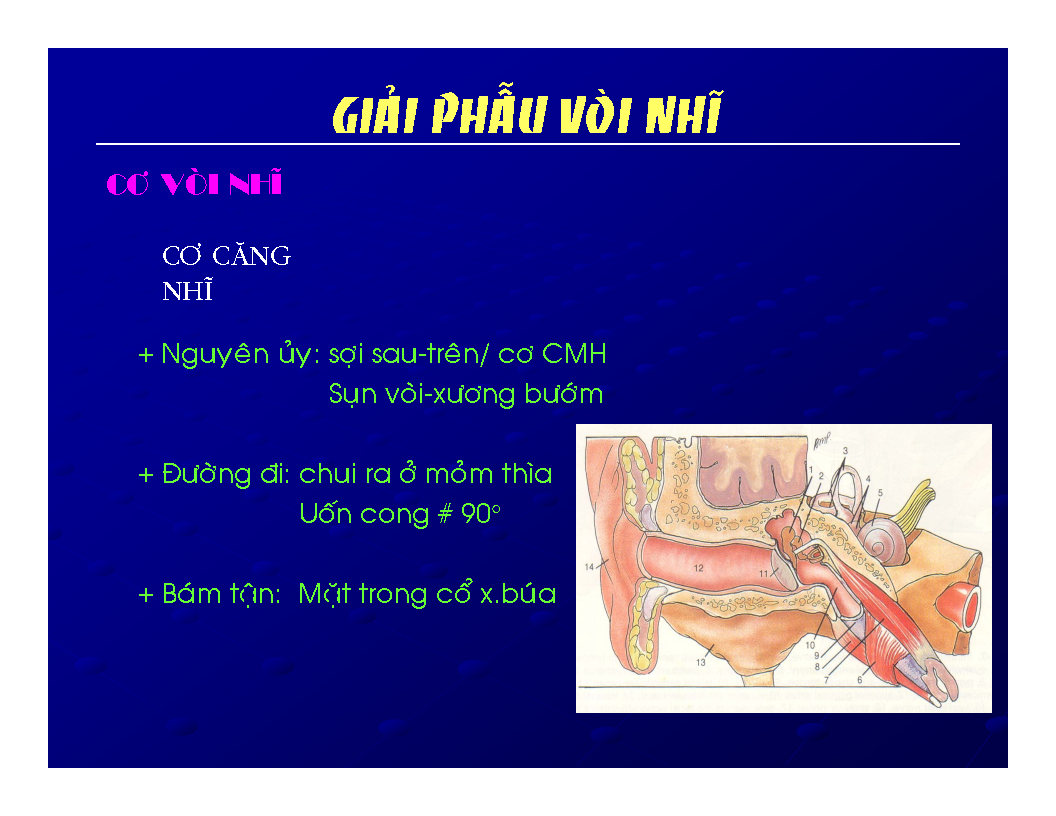 GIẢI PHẪU VÒI NHĨ
CƠ VÒI NHĨ
CƠ CĂNG
NHĨ
+ Nguyên ủy: sợi sau-trên/ cơ CMH
Sụn vòi-xương bướm
+ Đường đi: chui ra ở mỏm thìa
Uốn cong # 90°
+ Bám tận: Mặt trong cổ x.búa
1
2
3
4
5
14
12
11
13
10
9
8
7
6